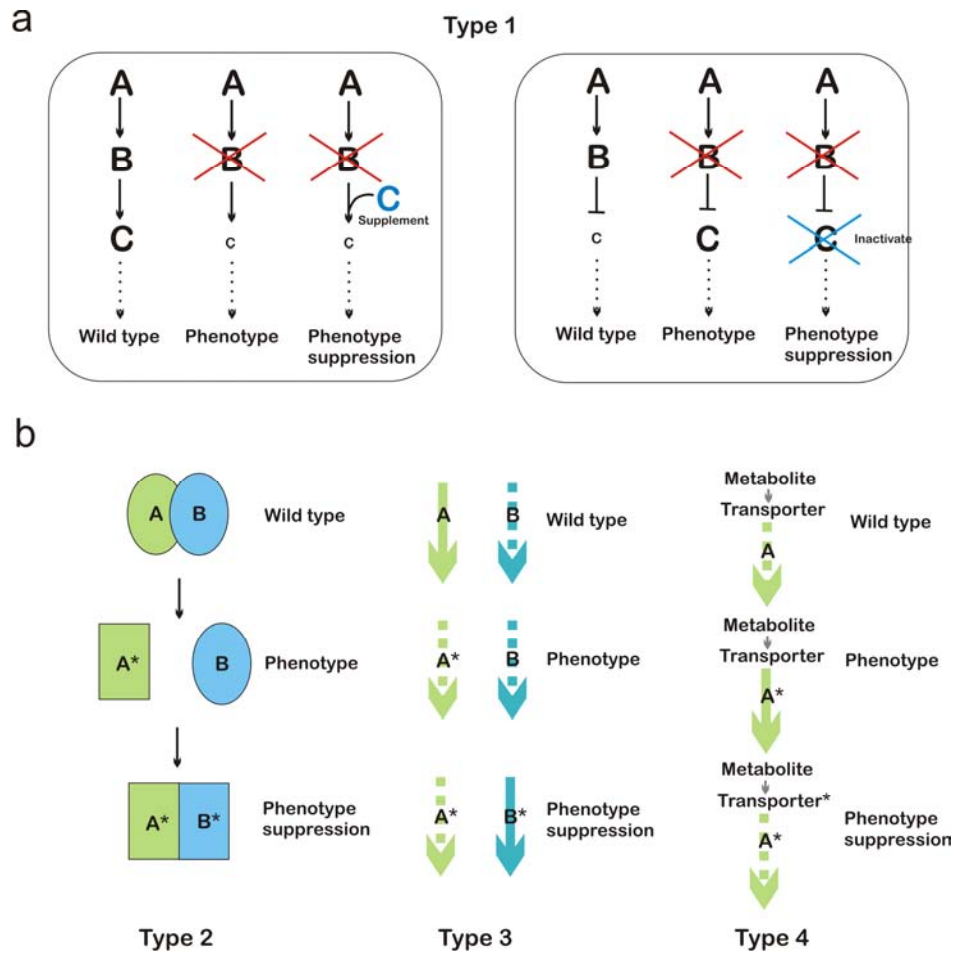 a
Type 1
A A A
B B B
C
Supplement
C c c
Wild type Phenotype Phenotype
suppression
A A A
B B B
c C C Inactivate
Wild type Phenotype Phenotype
suppression
b
A B Wild type
A* B Phenotype
A* B* Phenotype
suppression
Type 2
A B Wild type
A* B Phenotype
A* B* Phenotype
suppression
Type 3
Metabolite
Transporter
A
Wild type
Metabolite
Transporter
A*
Phenotype
Metabolite
Transporter*
A*
Phenotype
suppression
Type 4